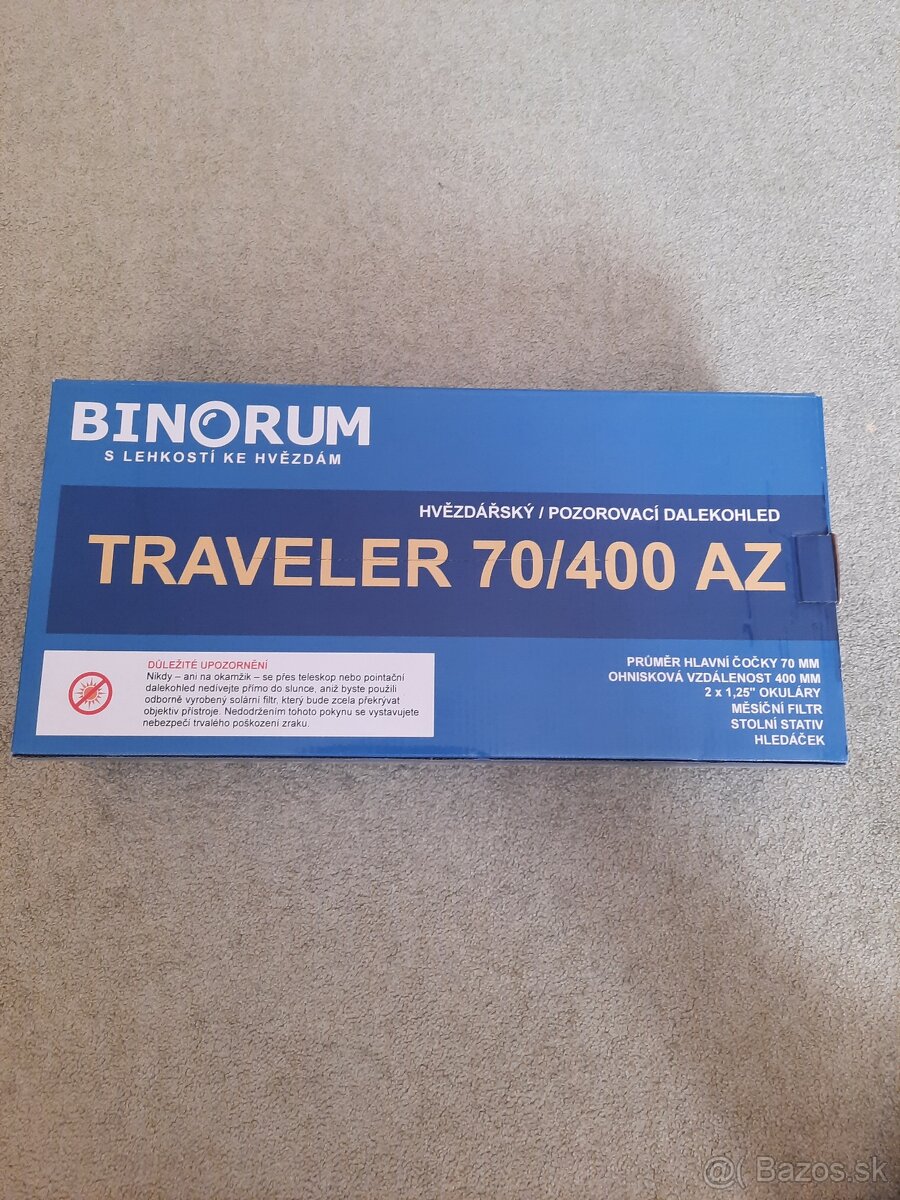 BINORUM
S LEHKOSTÍ KE HVĚZDÁM
HVĚZDÁŘSKÝ / POZOROVACÍ DALEKOHLED
TRAVELER 70/400 AZ
DŮLEŽITÉ UPOZORNĚNÍ
Nikdy – ani na okamžik – se přes teleskop nebo pointační
dalekohled nedívejte přímo do slunce, aniž byste použili
odborně vyrobený solární filtr, který bude zcela překrývat
objektiv přístroje. Nedodržením tohoto pokynu se vystavujete
nebezpečí trvalého poškození zraku.
PRŮMĚR HLAVNÍ ČOČKY 70 MM
OHNISKOVÁ VZDÁLENOST 400 MM
2 x 1,25" OKULÁRY
MĚSÍČNÍ FILTR
STOLNÍ STATIV
HLEDÁČEK
@ Bazos.sk